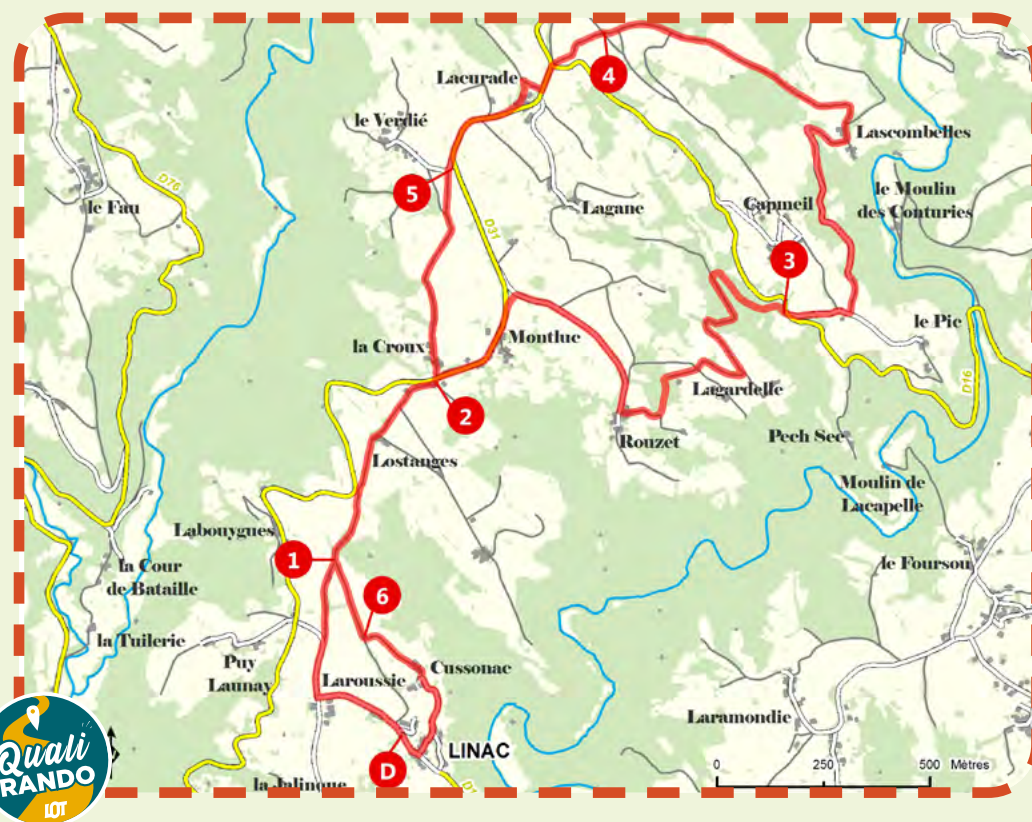 4
Lacurade
le Verdié
Lascombelles
D76
5
le Moulin
des Conturies
le Fau
Lagane
Capmeil
D31
3
la Croux
Montluc
le Pic
D16
Lagardelle
2
Rouzet
Pech Sec
Lostanges
Moulin de
Lacapelle
Labouygues
1
la Cour
de Bataille
le Foursou
6
la Tuilerie
Puy
Launay
Laroussie
Cussonac
Laramondie
LINAC
D
0 250 500 Mètres
la Jalinque
Quali
RANDO
LOT